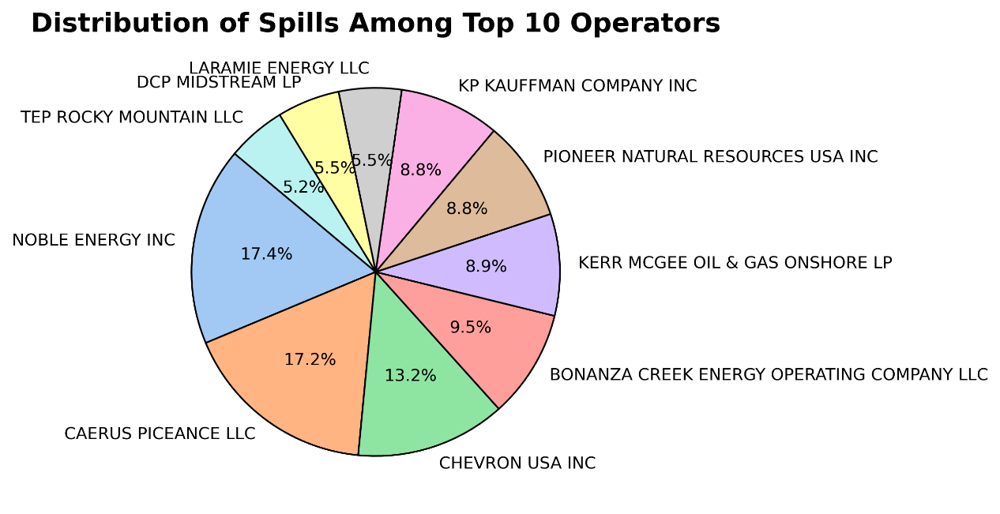 Distribution of Spills Among Top 10 Operators
LARAMIE ENERGY LLC
DCP MIDSTREAM LP
KP KAUFFMAN COMPANY INC
TEP ROCKY MOUNTAIN LLC
PIONEER NATURAL RESOURCES USA INC
5.5%
5.5%
8.8%
5.2%
8.8%
NOBLE ENERGY INC
17.4%
8.9%
KERR MCGEE OIL & GAS ONSHORE LP
9.5%
17.2%
13.2%
BONANZA CREEK ENERGY OPERATING COMPANY LLC
CAERUS PICEANCE LLC
CHEVRON USA INC